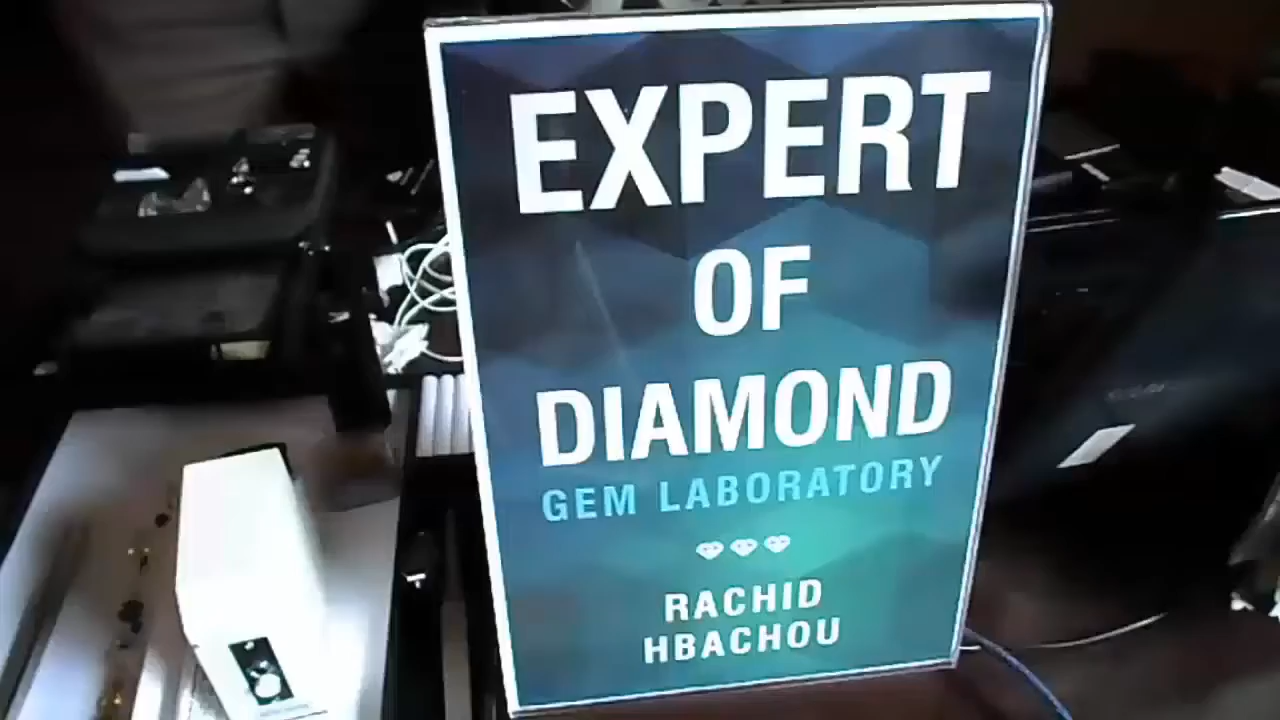 EXPERT
OF
DIAMOND
GEM LABORATORY
RACHID
HBACHOU